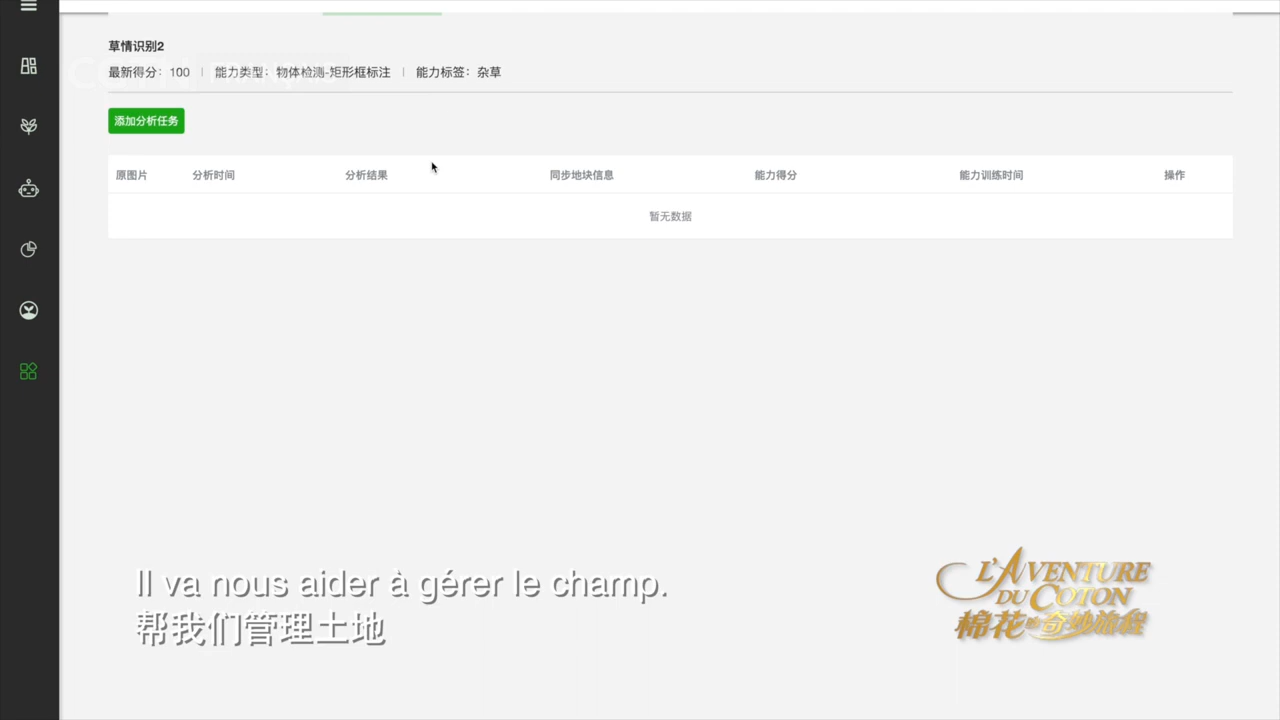 草情识别2
最新得分：100 | 能力类型：物体检测-矩形框标注 | 能力标签：杂草
添加分析任务
原图片 分析时间 分析结果 同步地块信息 能力得分 能力训练时间 操作
暂无数据
Il va nous aider à gérer le champ.
帮我们管理土地
L'AVENTURE
DU COTON
棉花的奇妙旅程